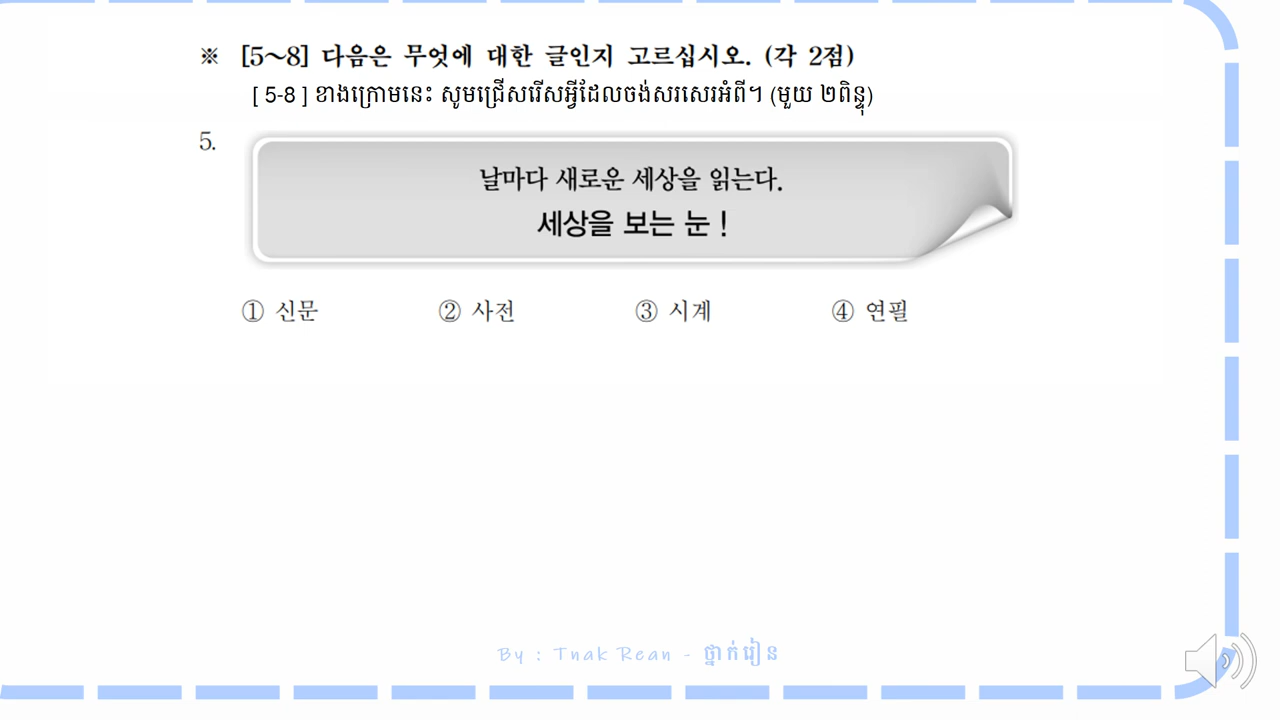 ※ [5~8] 다음은 무엇에 대한 글인지 고르십시오. (각 2점)
[ 5-8 ] ខាងក្រោមនេះ សូមជ្រើសរើសអ្វីដែលចង់សរសេរអំពី។ (មួយ ២ពិន្ទុ)
5.
날마다 새로운 세상을 읽는다.
세상을 보는 눈 !
① 신문 ② 사전 ③ 시계 ④ 연필
By : Tnak Rean - ថ្នាក់រៀន